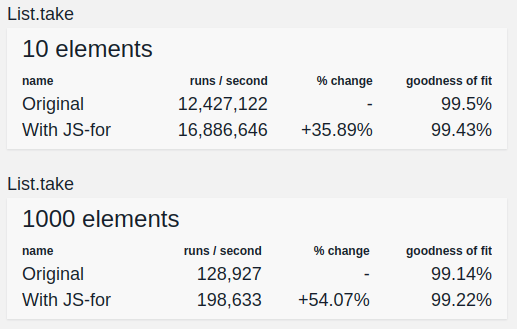 List.take
10 elements
name runs / second % change goodness of fit
Original 12,427,122 - 99.5%
With JS-for 16,886,646 +35.89% 99.43%
List.take
1000 elements
name runs / second % change goodness of fit
Original 128,927 - 99.14%
With JS-for 198,633 +54.07% 99.22%